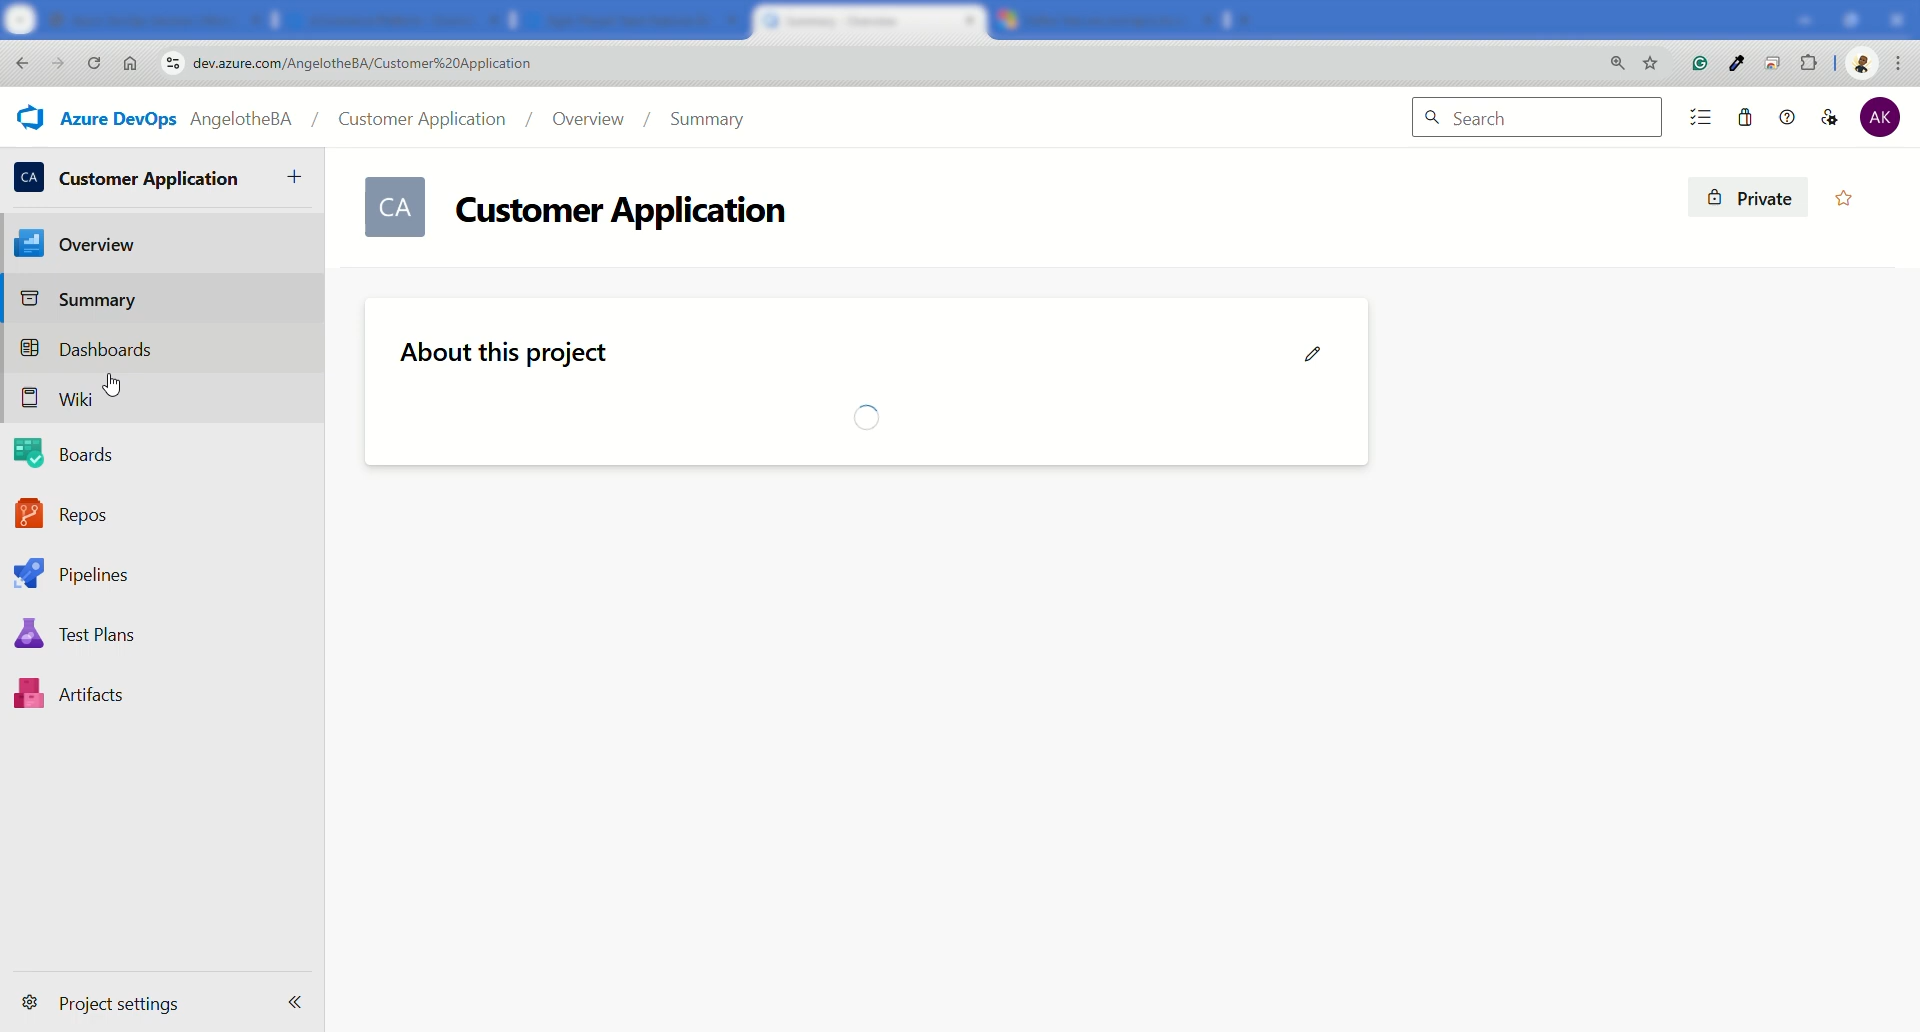 dev.azure.com/AngelotheBA/Customer%20Application
Azure DevOps AngelotheBA / Customer Application / Overview / Summary
Search
AK
CA Customer Application
CA Customer Application
Private
Overview
Summary
About this project
Dashboards
Wiki
Boards
Repos
Pipelines
Test Plans
Artifacts
Project settings